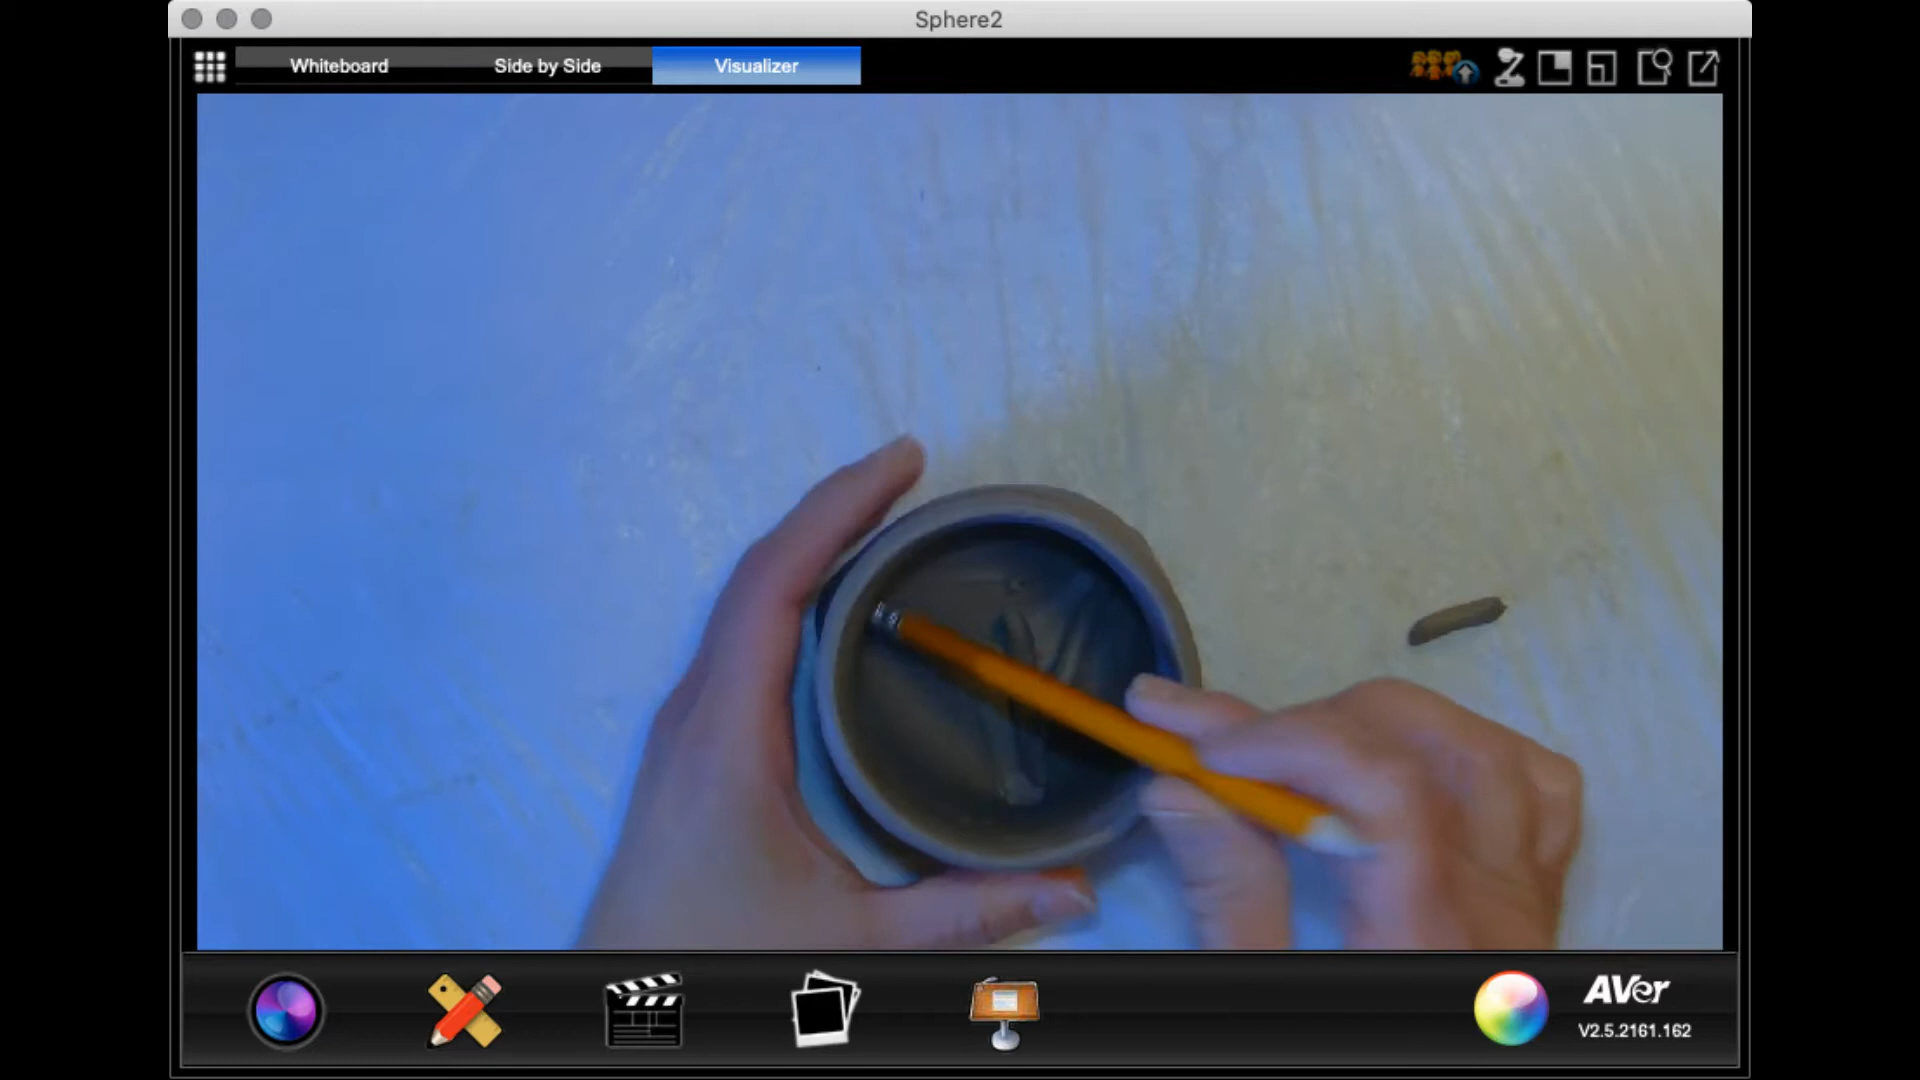 Sphere2
Whiteboard
Side by Side
Visualizer
AVer
V2.5.2161.162